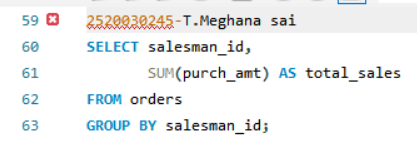 59 2520030245-T.Meghana sai
60 SELECT salesman_id,
61 SUM(purch_amt) AS total_sales
62 FROM orders
63 GROUP BY salesman_id;